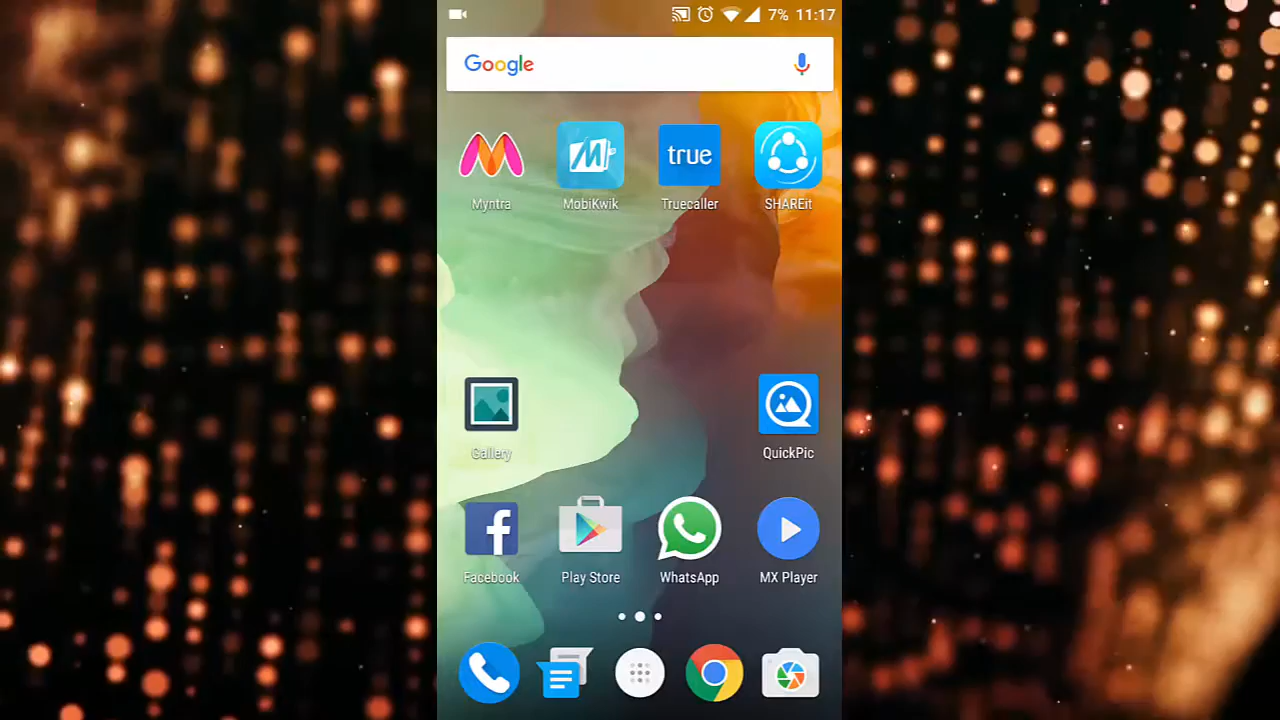 7% 11:17
Google
true
Myntra MobiKwik Truecaller SHAREit
Gallery QuickPic
Facebook Play Store WhatsApp MX Player